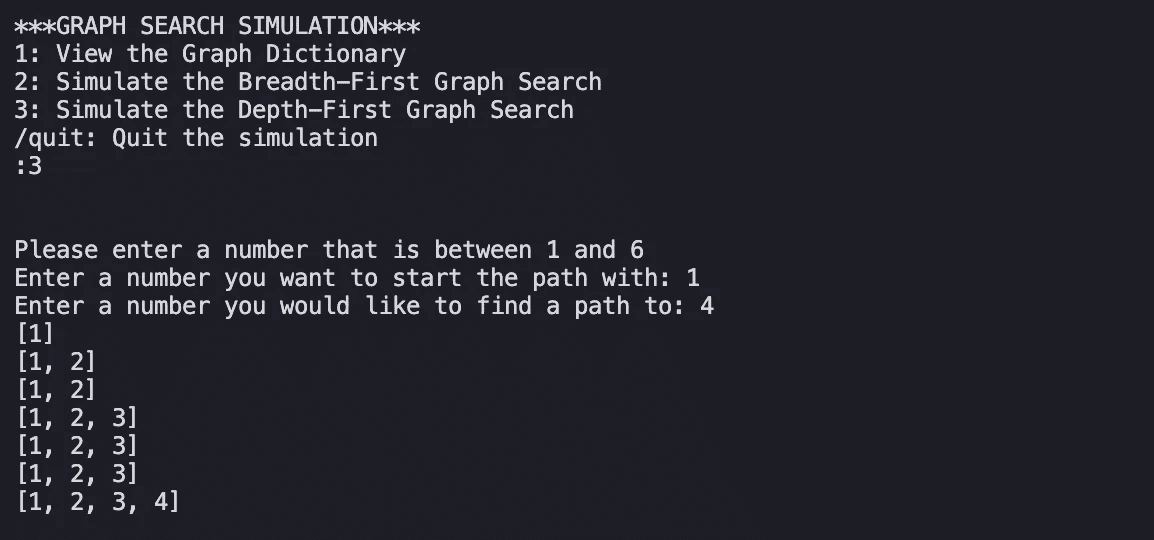 ***GRAPH SEARCH SIMULATION***
1: View the Graph Dictionary
2: Simulate the Breadth-First Graph Search
3: Simulate the Depth-First Graph Search
/quit: Quit the simulation
:3
Please enter a number that is between 1 and 6
Enter a number you want to start the path with: 1
Enter a number you would like to find a path to: 4
[1]
[1, 2]
[1, 2]
[1, 2, 3]
[1, 2, 3]
[1, 2, 3]
[1, 2, 3, 4]